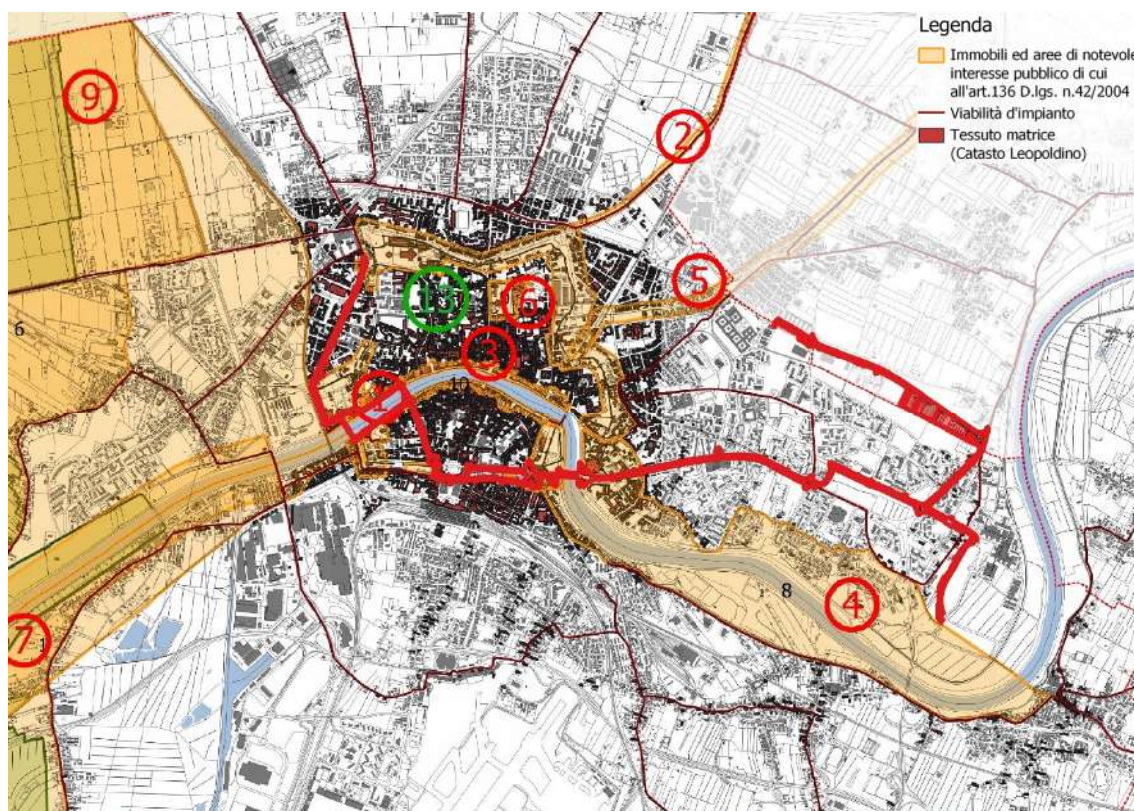 Legenda
Immobili ed aree di notevole
interesse pubblico di cui
all'art.136 D.lgs. n.42/2004
Viabilità d'impianto
Tessuto matrice
(Catasto Leopoldino)
9
2
5
13
6
6
3
10
8
4
7